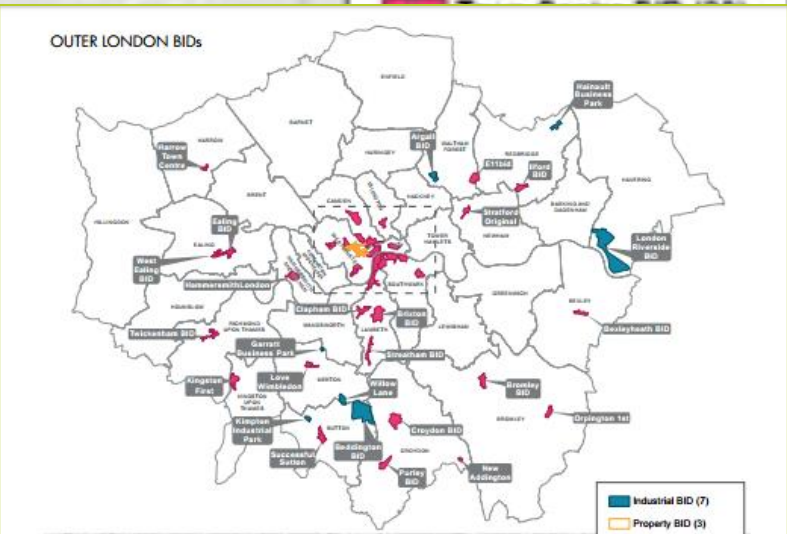 OUTER LONDON BIDs
ENFIELD
Hainault
Business
Park
BARNET
HARROW
Harrow
Town
Centre
Argall
BID
WALTHAM
FOREST
HARINGEY
REDBRIDGE
E11bid
Ilford
BID
HAVERING
BRENT
CAMDEN
HACKNEY
BARKING AND
DAGENHAM
HILLINGDON
Ealing
BID
EALING
Stratford
Original
TOWER
HAMLETS
NEWHAM
London
Riverside
BID
West
Ealing
BID
HammersmithLondon
SOUTHWARK
GREENWICH
BEXLEY
HOUNSLOW
Clapham BID
Brixton
BID
Bexleyheath BID
Twickenham BID
RICHMOND
UPON THAMES
WANDSWORTH
LAMBETH
LEWISHAM
Garratt
Business Park
Streatham BID
Kingston
First
Love
Wimbledon
MERTON
Willow
Lane
Bromley
BID
KINGSTON
UPON
THAMES
Kimpton
Industrial
Park
SUTTON
Beddington
BID
Croydon BID
BROMLEY
Orpington 1st
Successful
Sutton
CROYDON
Purley
BID
New
Addington
Industrial BID (7)
Property BID (3)